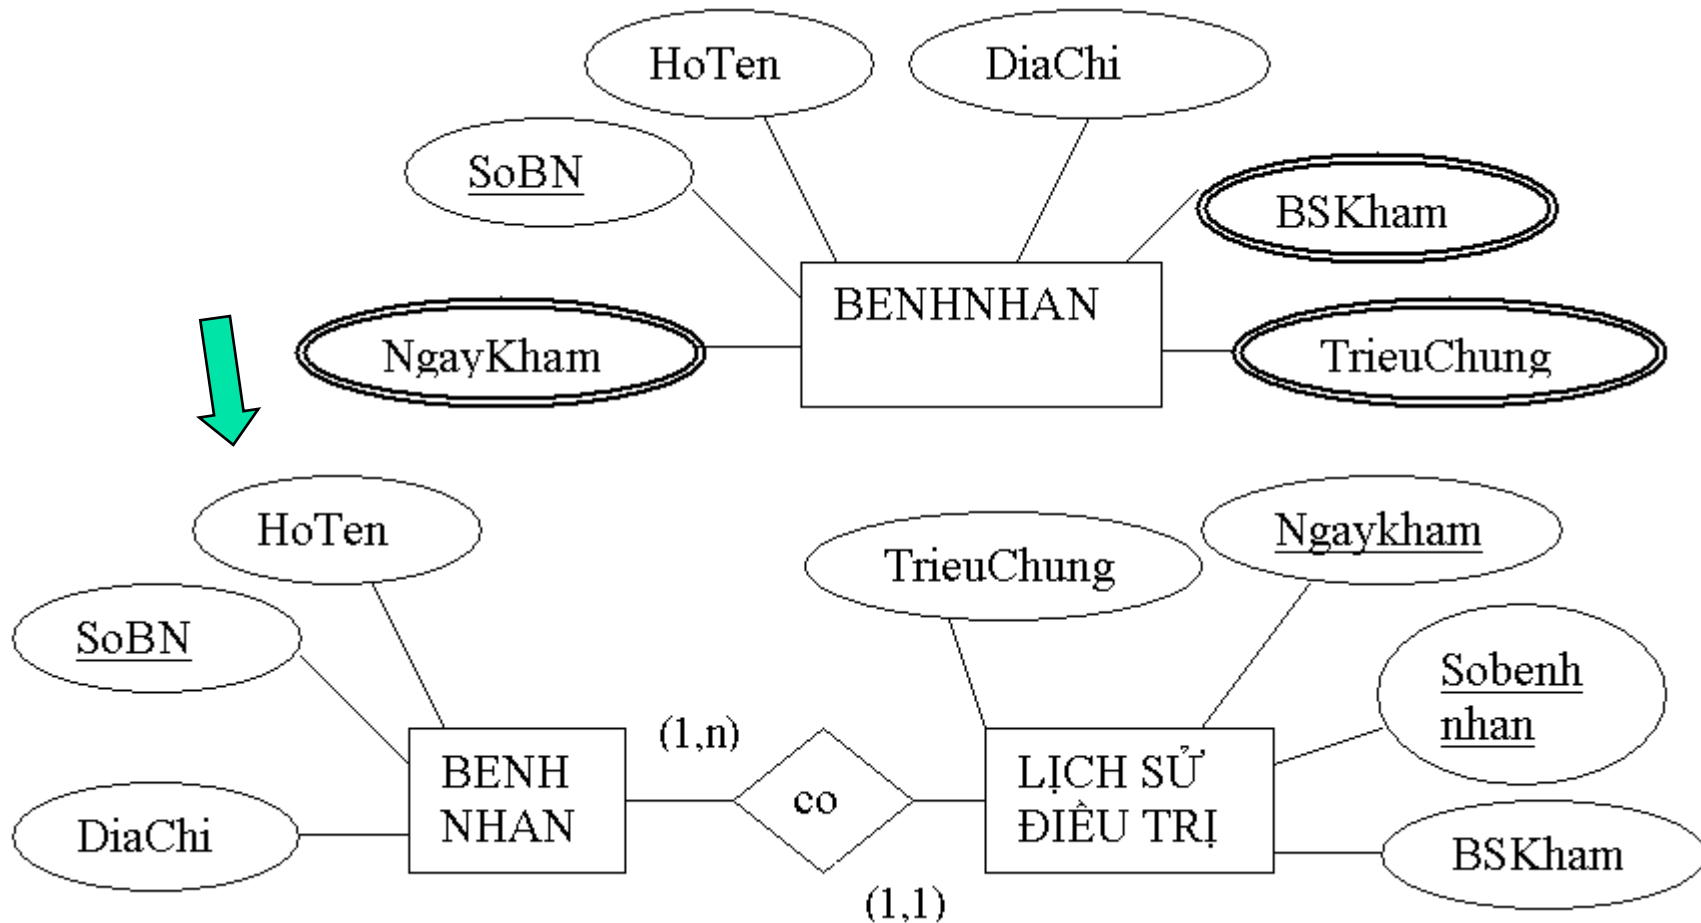 HoTen
DiaChi
SoBN
BSKham
BENHNHAN
NgayKham
TrieuChung
HoTen
TrieuChung
Ngaykham
SoBN
Sobenh
nhan
(1,n)
BENH
NHAN
co
LỊCH SỬ
ĐIỀU TRỊ
DiaChi
BSKham
(1,1)